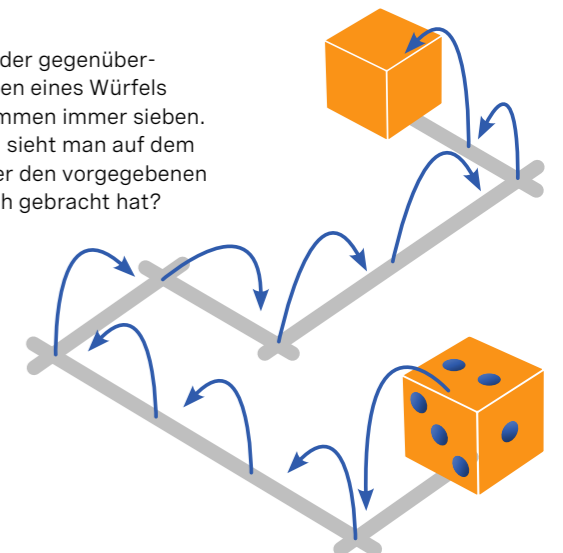 der gegenüber-
en eines Würfels
mmen immer sieben.
sieht man auf dem
er den vorgegebenen
h gebracht hat?